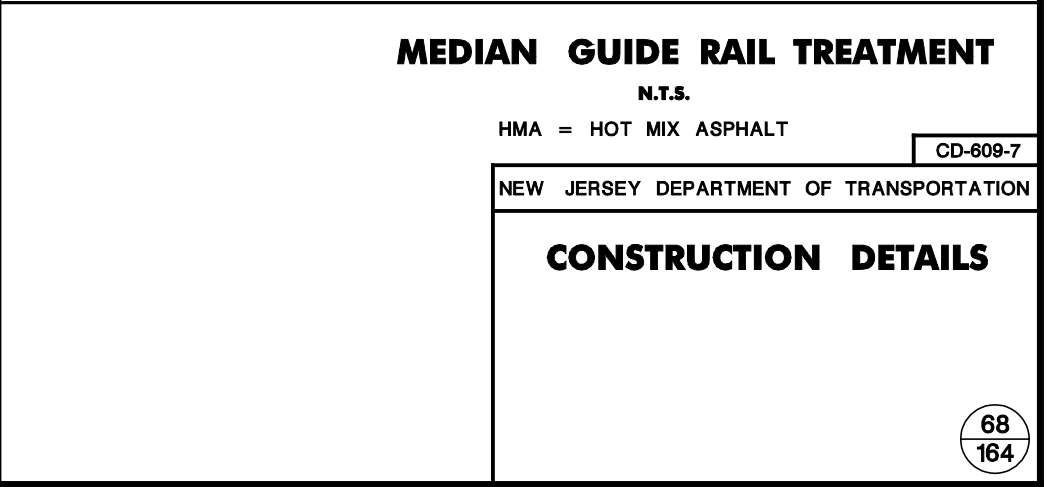 MEDIAN GUIDE RAIL TREATMENT
N.T.S.
HMA = HOT MIX ASPHALT
CD-609-7
NEW JERSEY DEPARTMENT OF TRANSPORTATION
CONSTRUCTION DETAILS
68
164